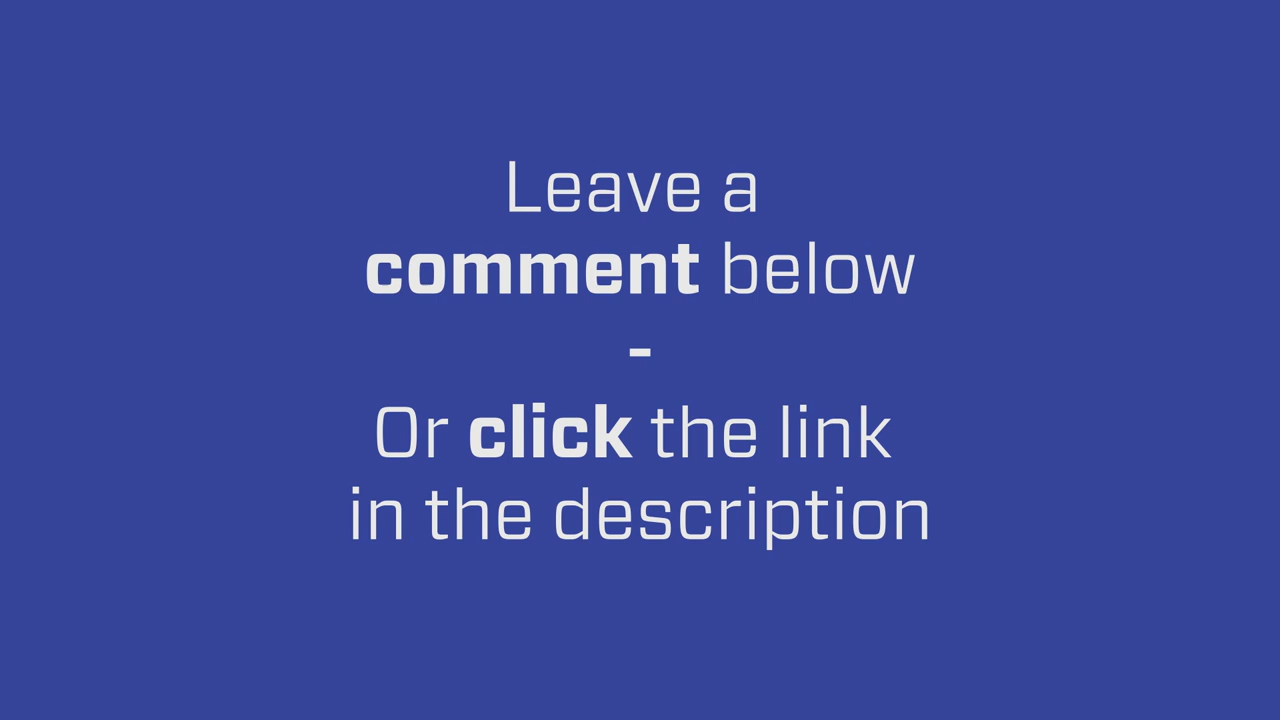 Leave a
comment below
-
Or click the link
in the description